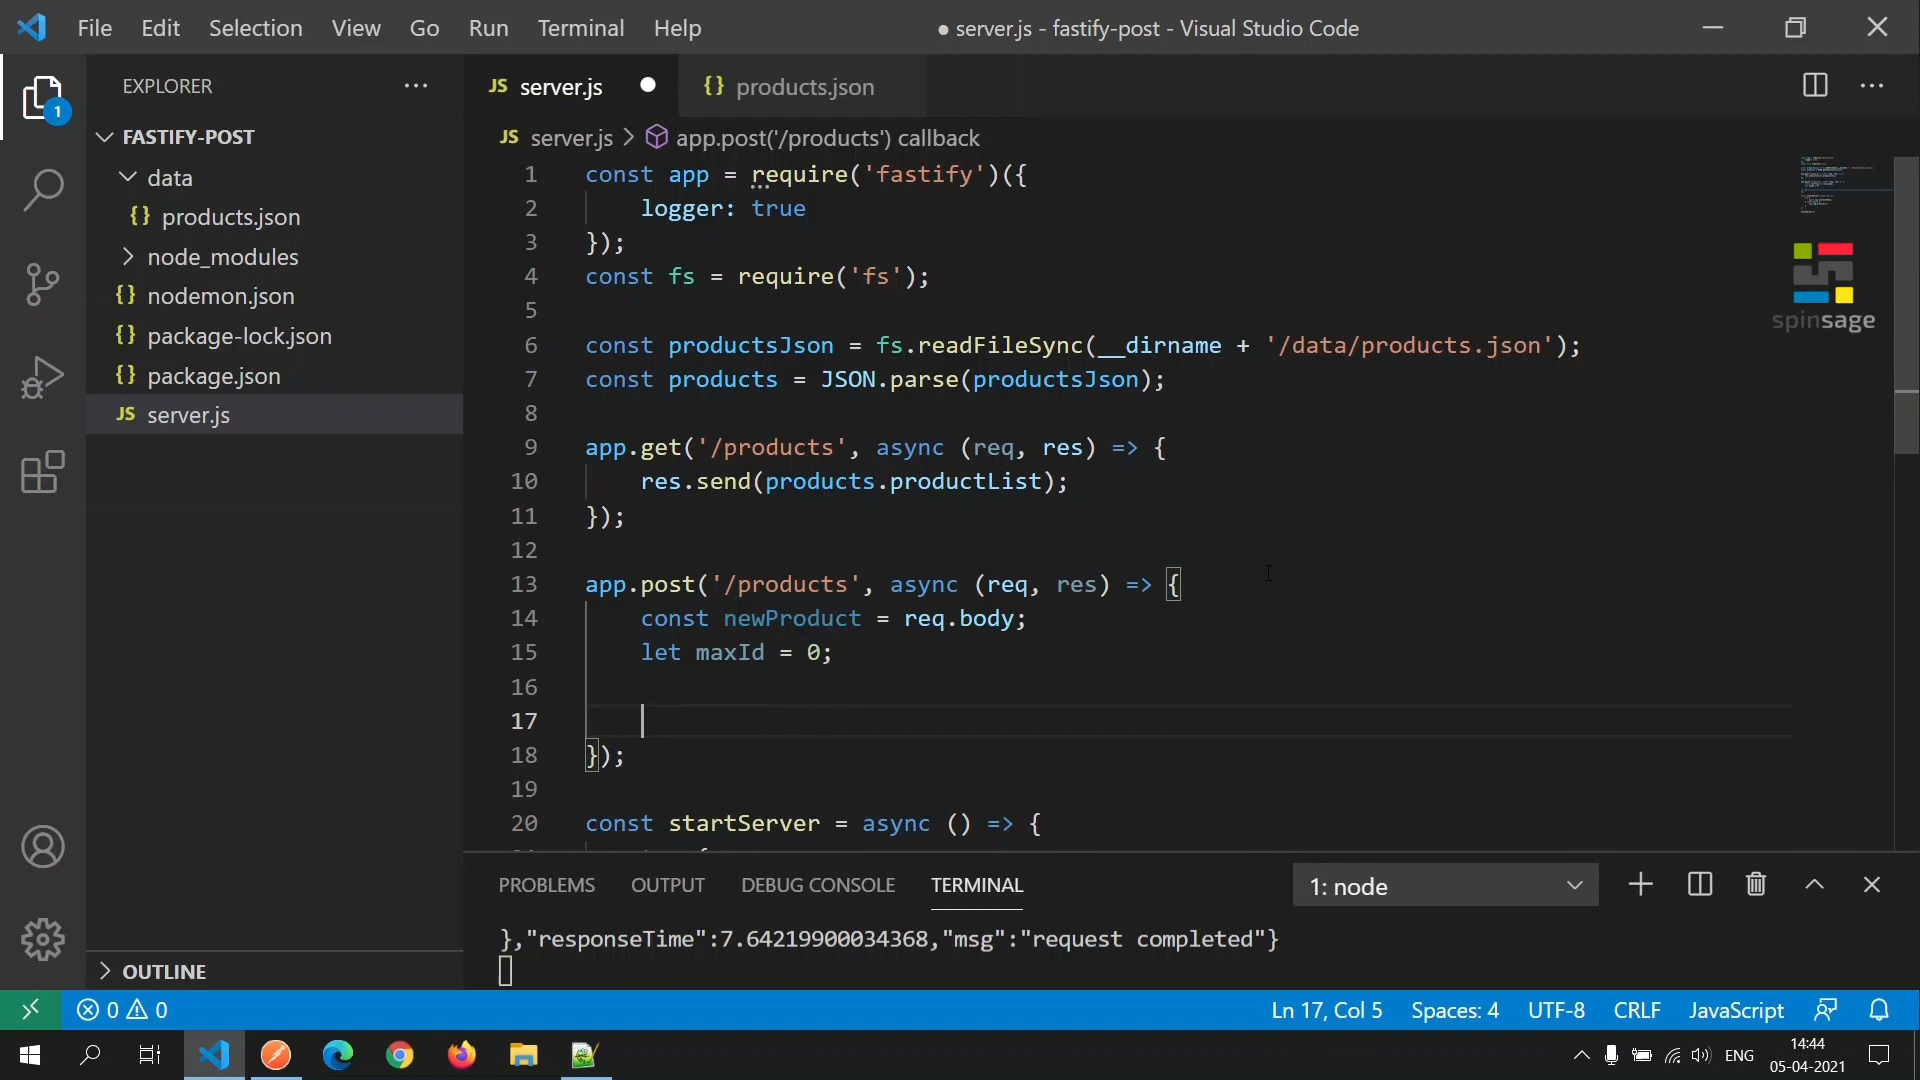 File Edit Selection View Go Run Terminal Help
● server.js - fastify-post - Visual Studio Code
EXPLORER
1
FASTIFY-POST
data
{} products.json
node_modules
{} nodemon.json
{} package-lock.json
{} package.json
JS server.js
OUTLINE
JS server.js
{} products.json
JS server.js > app.post('/products') callback
1 const app = require('fastify')({
2 logger: true
3 });
4 const fs = require('fs');
5
6 const productsJson = fs.readFileSync(__dirname + '/data/products.json');
7 const products = JSON.parse(productsJson);
8
9 app.get('/products', async (req, res) => {
10 res.send(products.productList);
11 });
12
13 app.post('/products', async (req, res) => {
14 const newProduct = req.body;
15 let maxId = 0;
16
17
18 });
19
20 const startServer = async () => {
spinsage
PROBLEMS OUTPUT DEBUG CONSOLE TERMINAL
1: node
},"responseTime":7.64219900034368,"msg":"request completed"}
0 0
Ln 17, Col 5 Spaces: 4 UTF-8 CRLF JavaScript
ENG
14:44
05-04-2021